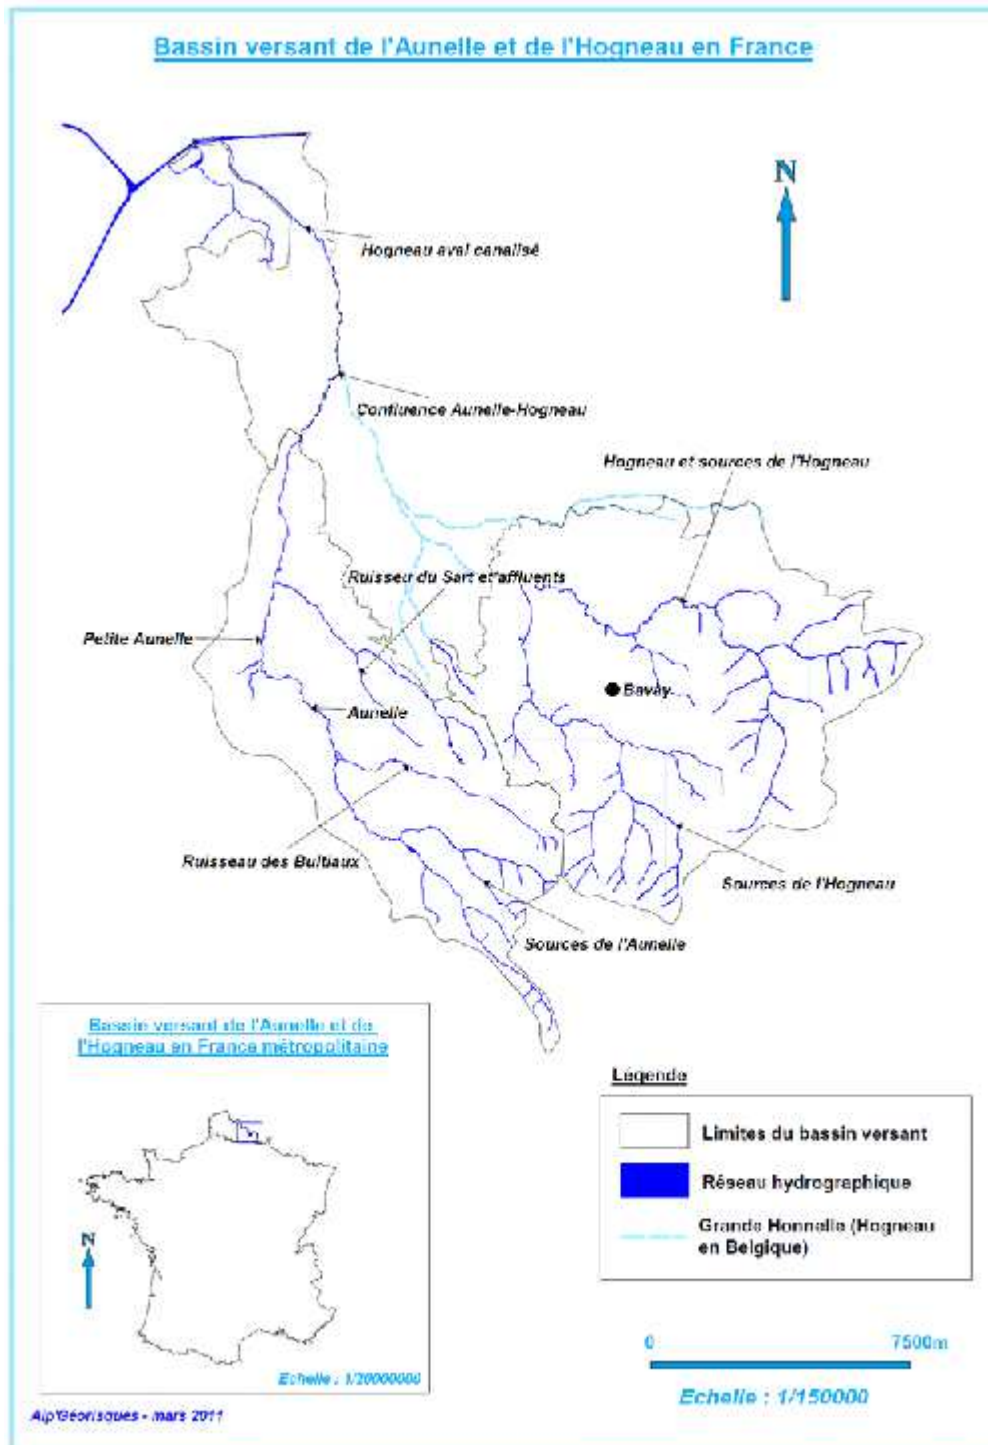 Bassin versant de l'Aunelle et de l'Hogneau en France
N
Hogneau aval canalisé
Confluence Aunelle-Hogneau
Hogneau et sources de l'Hogneau
Ruisseu du Sart et affluents
Petite Aunelle
Bavay
Aunelle
Ruisseau des Bultiaux
Sources de l'Hogneau
Sources de l'Aunelle
Bassin versant de l'Aunelle et de
l'Hogneau en France métropolitaine
N
Echelle : 1/20000000
Légende
Limites du bassin versant
Réseau hydrographique
Grande Honnelle (Hogneau
en Belgique)
0 7500m
Echelle : 1/150000
Alp'Géorisques - mars 2011